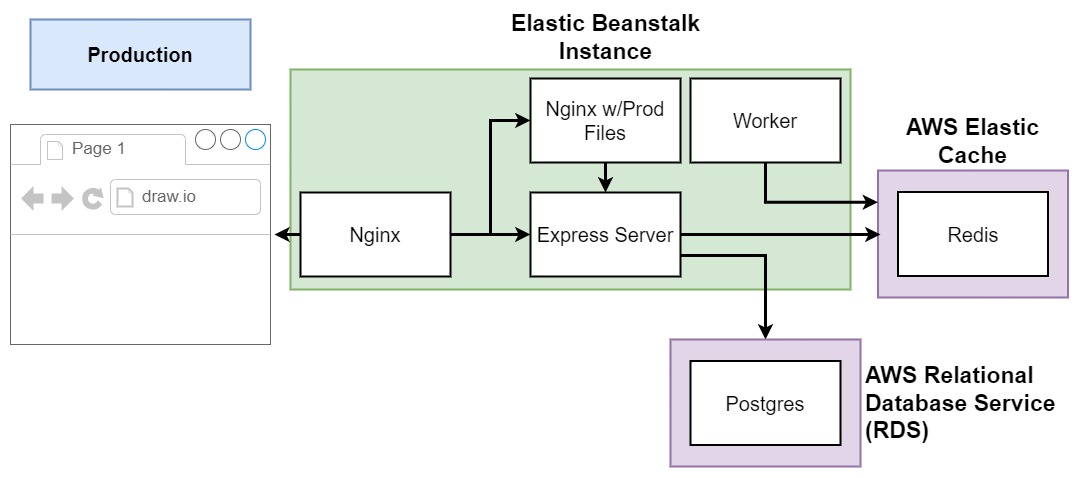 Production
Elastic Beanstalk
Instance
Page 1
draw.io
Nginx
Nginx w/Prod
Files
Worker
Express Server
AWS Elastic
Cache
Redis
Postgres
AWS Relational
Database Service
(RDS)